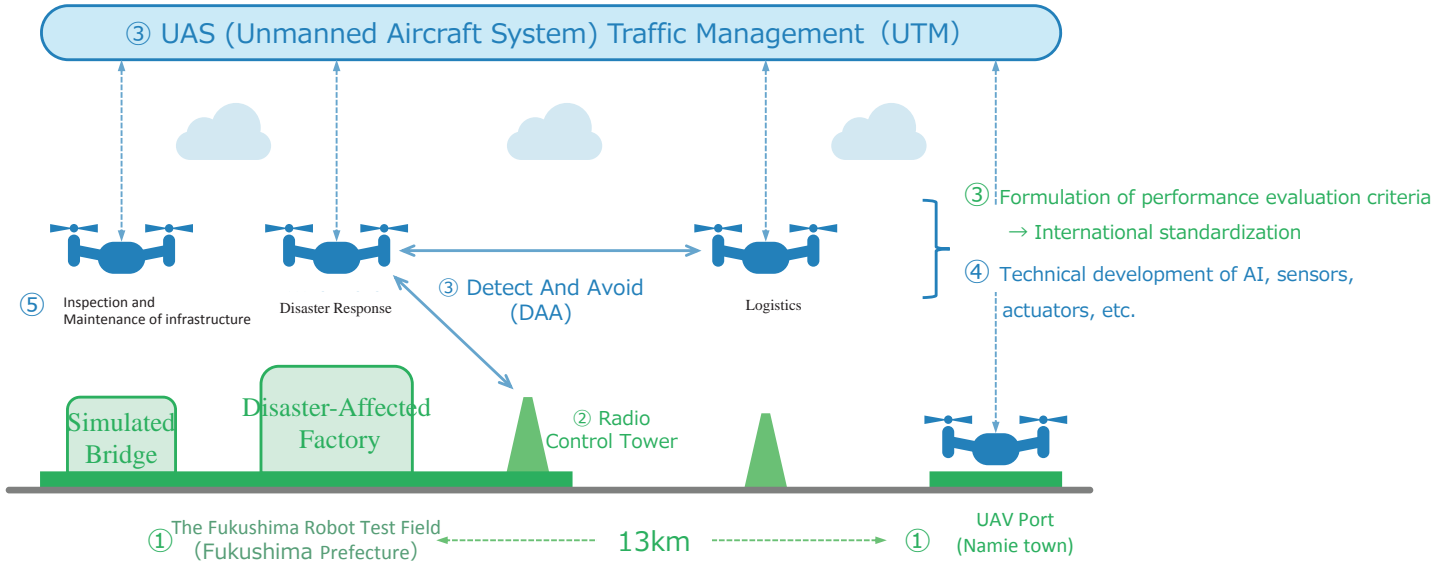 ③ UAS (Unmanned Aircraft System) Traffic Management（UTM）
③ Formulation of performance evaluation criteria
→ International standardization
④ Technical development of AI, sensors,
actuators, etc.
⑤ Inspection and
Maintenance of infrastructure
Disaster Response
③ Detect And Avoid
(DAA)
Logistics
Simulated
Bridge
Disaster-Affected
Factory
② Radio
Control Tower
① The Fukushima Robot Test Field
（Fukushima Prefecture）
13km
① UAV Port
(Namie town)